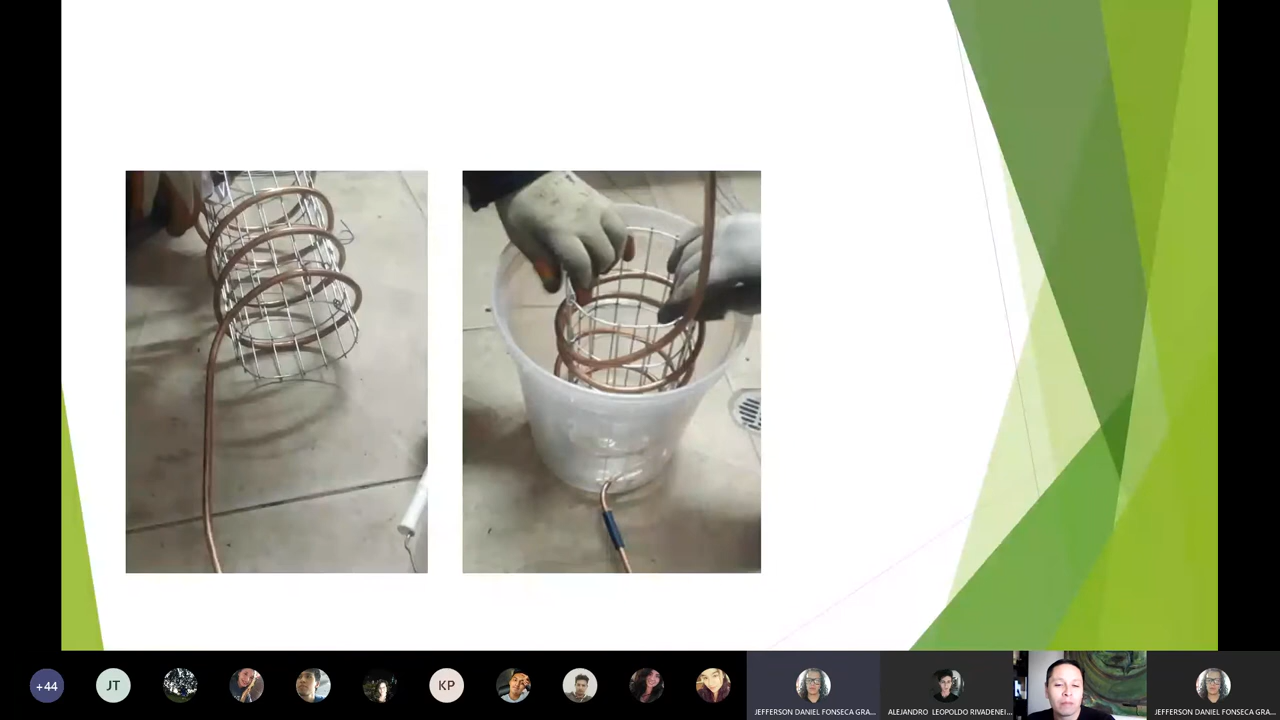 +44
JT
KP
JEFFERSON DANIEL FONSECA GRA...
ALEJANDRO LEOPOLDO RIVADENEI...
JEFFERSON DANIEL FONSECA GRA...